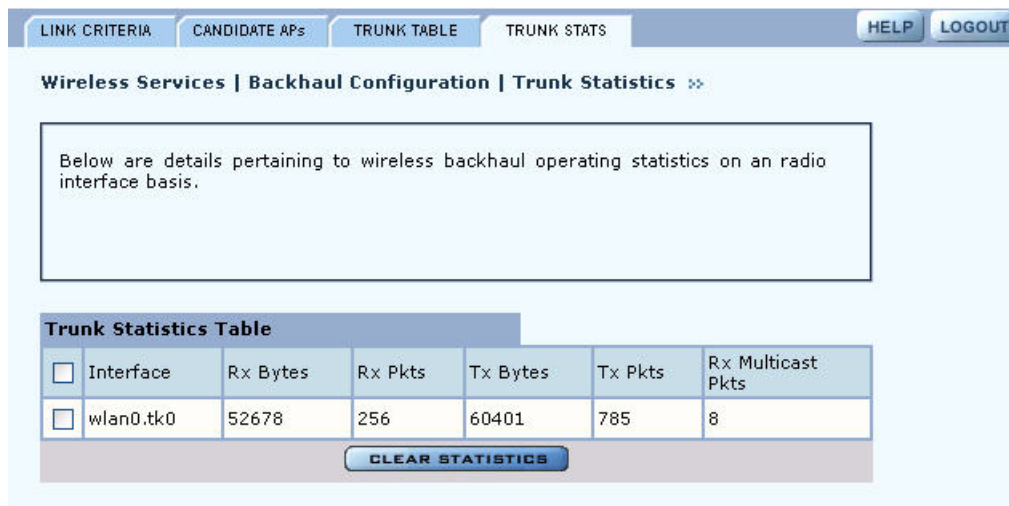 LINK CRITERIA CANDIDATE APs TRUNK TABLE TRUNK STATS HELP LOGOUT
Wireless Services | Backhaul Configuration | Trunk Statistics »
Below are details pertaining to wireless backhaul operating statistics on an radio
interface basis.
Trunk Statistics Table
Interface Rx Bytes Rx Pkts Tx Bytes Tx Pkts Rx Multicast
Pkts
wlan0.tk0 52678 256 60401 785 8
CLEAR STATISTICS